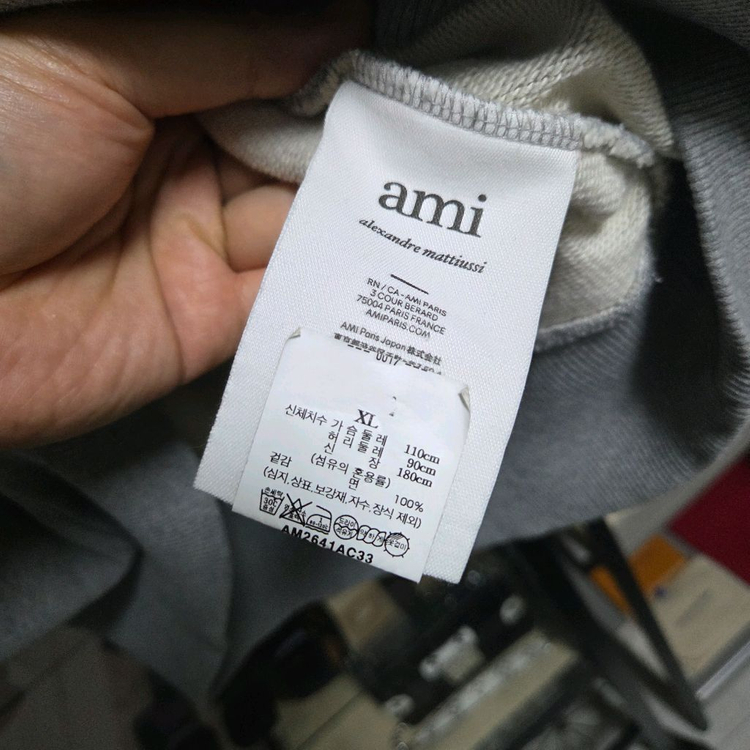 ami
alexandre mattiussi
RN / CA - AMI PARIS
3 COUR BERARD
75004 PARIS FRANCE
AMIPARIS.COM
AMI Paris Japan 株式会社
XL
신체치수 가슴둘레 110cm
허리둘레 90cm
신장 180cm
겉감 (섬유의 혼용률)
면 100%
(심지,상표,보강재,자수,장식 제외)
AM2641AC33